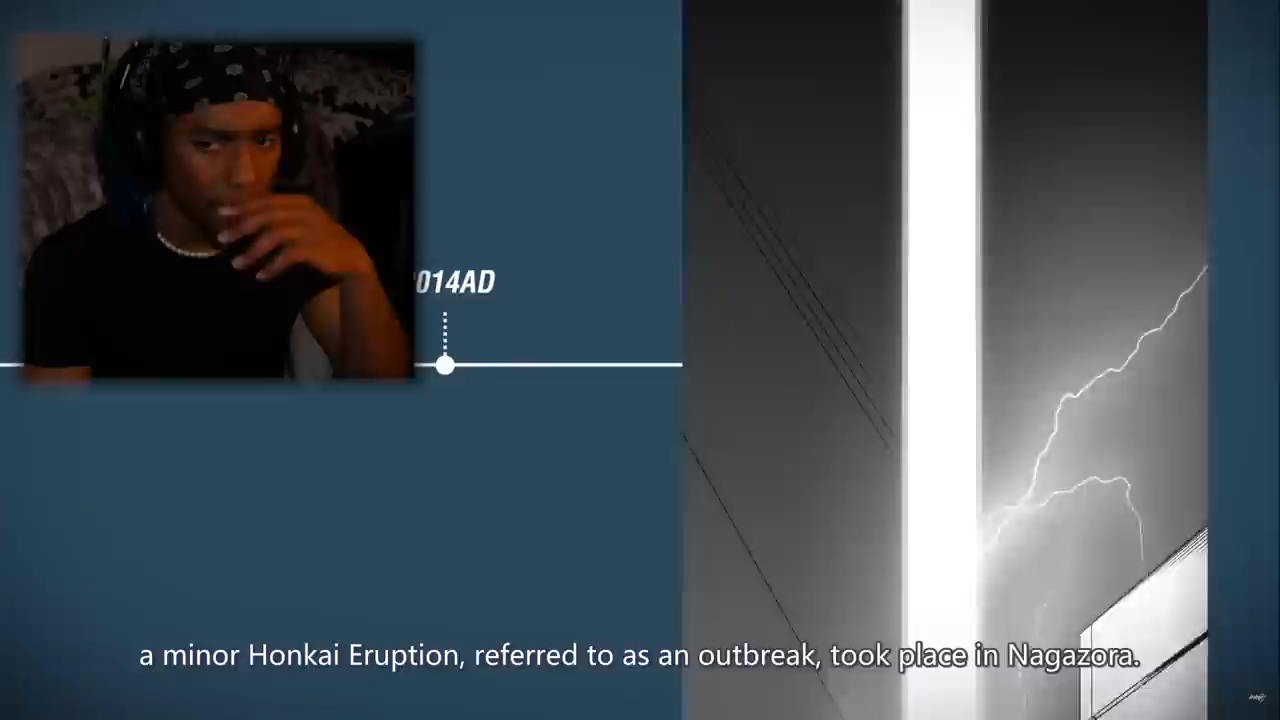 014AD
a minor Honkai Eruption, referred to as an outbreak, took place in Nagazora.